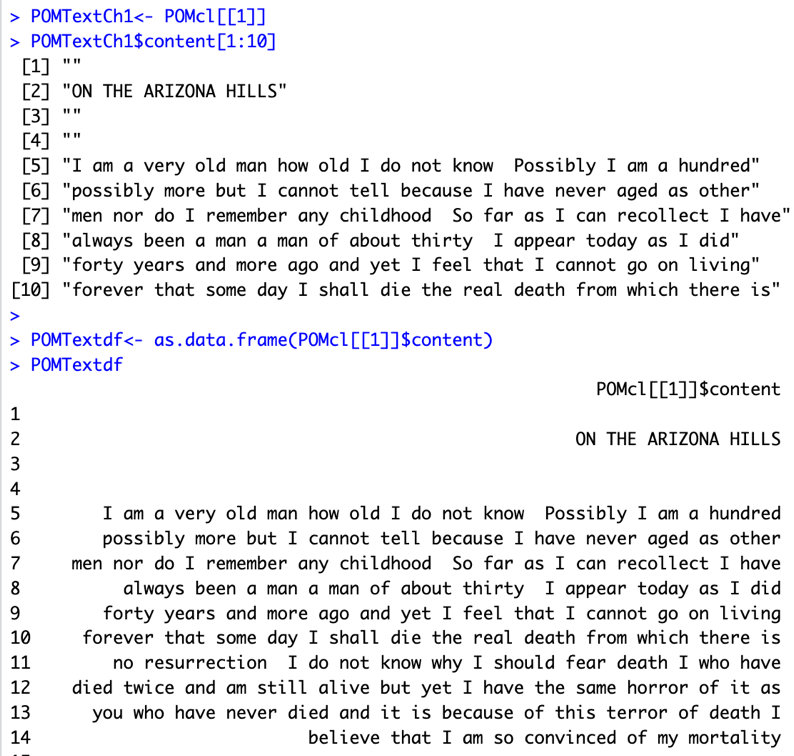 > POMTextCh1<- POMcl[[1]]
> POMTextCh1$content[1:10]
[1] ""
[2] "ON THE ARIZONA HILLS"
[3] ""
[4] ""
[5] "I am a very old man how old I do not know  Possibly I am a hundred"
[6] "possibly more but I cannot tell because I have never aged as other"
[7] "men nor do I remember any childhood  So far as I can recollect I have"
[8] "always been a man a man of about thirty  I appear today as I did"
[9] "forty years and more ago and yet I feel that I cannot go on living"
[10] "forever that some day I shall die the real death from which there is"
>
> POMTextdf<- as.data.frame(POMcl[[1]]$content)
> POMTextdf
POMcl[[1]]$content
1
2 ON THE ARIZONA HILLS
3
4
5 I am a very old man how old I do not know  Possibly I am a hundred
6 possibly more but I cannot tell because I have never aged as other
7 men nor do I remember any childhood  So far as I can recollect I have
8 always been a man a man of about thirty  I appear today as I did
9 forty years and more ago and yet I feel that I cannot go on living
10 forever that some day I shall die the real death from which there is
11 no resurrection  I do not know why I should fear death I who have
12 died twice and am still alive but yet I have the same horror of it as
13 you who have never died and it is because of this terror of death I
14 believe that I am so convinced of my mortality